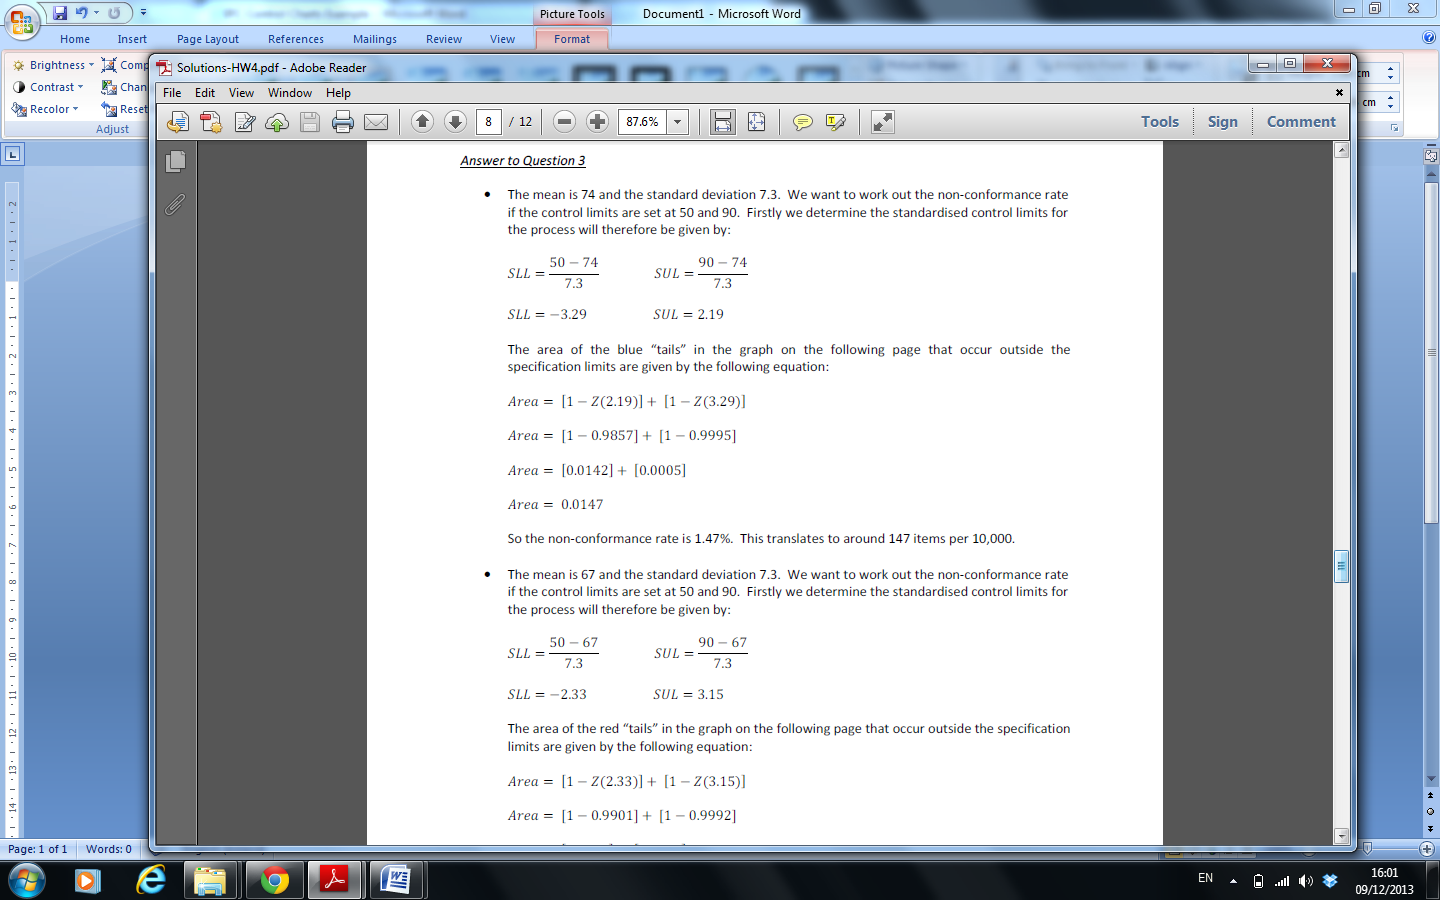 Picture Tools
Document1 - Microsoft Word
Home Insert Page Layout References Mailings Review View Format
Brightness
Contrast
Recolor
Comp
Chan
Reset
Adjust
cm
cm
Solutions-HW4.pdf - Adobe Reader
File Edit View Window Help
8 / 12 87.6% Tools Sign Comment
Answer to Question 3
• The mean is 74 and the standard deviation 7.3. We want to work out the non-conformance rate
if the control limits are set at 50 and 90. Firstly we determine the standardised control limits for
the process will therefore be given by:
SLL = (50 − 74)/7.3 SUL = (90 − 74)/7.3
SLL = −3.29 SUL = 2.19
The area of the blue “tails” in the graph on the following page that occur outside the
specification limits are given by the following equation:
Area = [1 − Z(2.19)] + [1 − Z(3.29)]
Area = [1 − 0.9857] + [1 − 0.9995]
Area = [0.0142] + [0.0005]
Area = 0.0147
So the non-conformance rate is 1.47%. This translates to around 147 items per 10,000.
• The mean is 67 and the standard deviation 7.3. We want to work out the non-conformance rate
if the control limits are set at 50 and 90. Firstly we determine the standardised control limits for
the process will therefore be given by:
SLL = (50 − 67)/7.3 SUL = (90 − 67)/7.3
SLL = −2.33 SUL = 3.15
The area of the red “tails” in the graph on the following page that occur outside the specification
limits are given by the following equation:
Area = [1 − Z(2.33)] + [1 − Z(3.15)]
Area = [1 − 0.9901] + [1 − 0.9992]
Page: 1 of 1 Words: 0
EN
16:01
09/12/2013